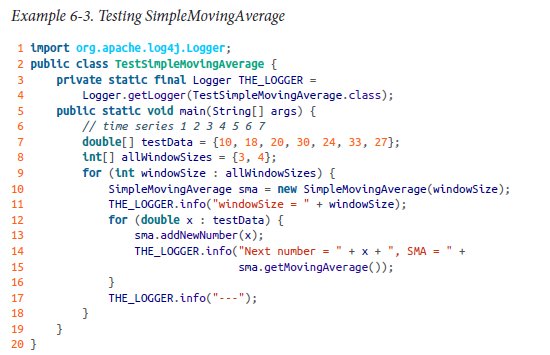 Example 6-3. Testing SimpleMovingAverage
1 import org.apache.log4j.Logger;
2 public class TestSimpleMovingAverage {
3     private static final Logger THE_LOGGER =
4         Logger.getLogger(TestSimpleMovingAverage.class);
5     public static void main(String[] args) {
6         // time series 1 2 3 4 5 6 7
7         double[] testData = {10, 18, 20, 30, 24, 33, 27};
8         int[] allWindowSizes = {3, 4};
9         for (int windowSize : allWindowSizes) {
10             SimpleMovingAverage sma = new SimpleMovingAverage(windowSize);
11             THE_LOGGER.info("windowSize = " + windowSize);
12             for (double x : testData) {
13                 sma.addNewNumber(x);
14                 THE_LOGGER.info("Next number = " + x + ", SMA = " +
15                                 sma.getMovingAverage());
16             }
17             THE_LOGGER.info("---");
18         }
19     }
20 }